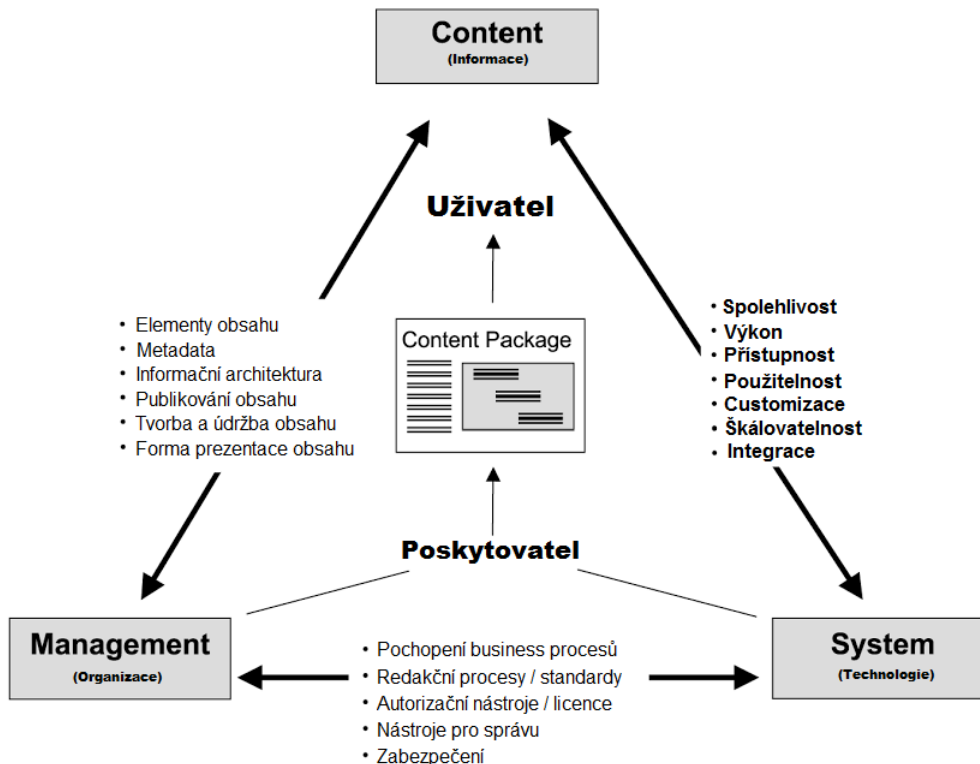 Content
(Informace)
Uživatel
• Elementy obsahu
• Metadata
• Informační architektura
• Publikování obsahu
• Tvorba a údržba obsahu
• Forma prezentace obsahu
Content Package
• Spolehlivost
• Výkon
• Přístupnost
• Použitelnost
• Customizace
• Škálovatelnost
• Integrace
Poskytovatel
Management
(Organizace)
System
(Technologie)
• Pochopení business procesů
• Redakční procesy / standardy
• Autorizační nástroje / licence
• Nástroje pro správu
• Zabezpečení